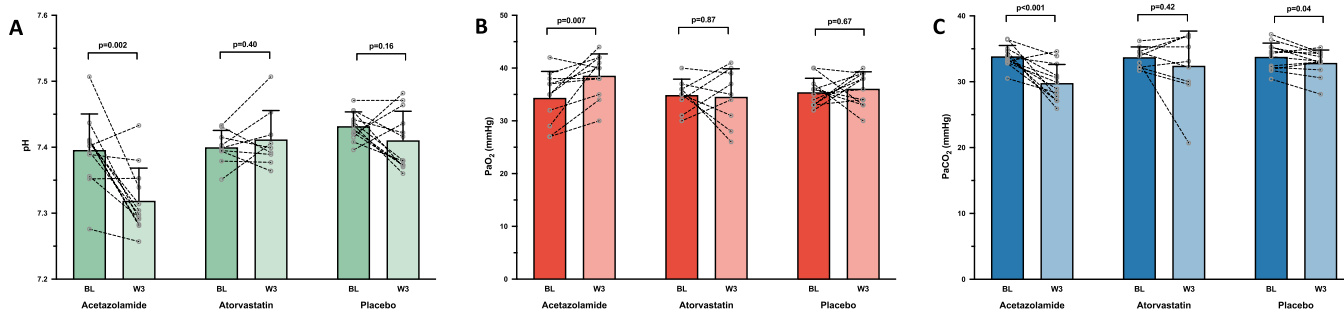 A
7.6
7.5
7.4
7.3
7.2
pH
p=0.002
p=0.40
p=0.16
BL
W3
BL
W3
BL
W3
Acetazolamide
Atorvastatin
Placebo
B
50
40
30
20
10
0
PaO₂ (mmHg)
p=0.007
p=0.87
p=0.67
BL
W3
BL
W3
BL
W3
Acetazolamide
Atorvastatin
Placebo
C
40
30
20
10
0
PaCO₂ (mmHg)
p<0.001
p=0.42
p=0.04
BL
W3
BL
W3
BL
W3
Acetazolamide
Atorvastatin
Placebo